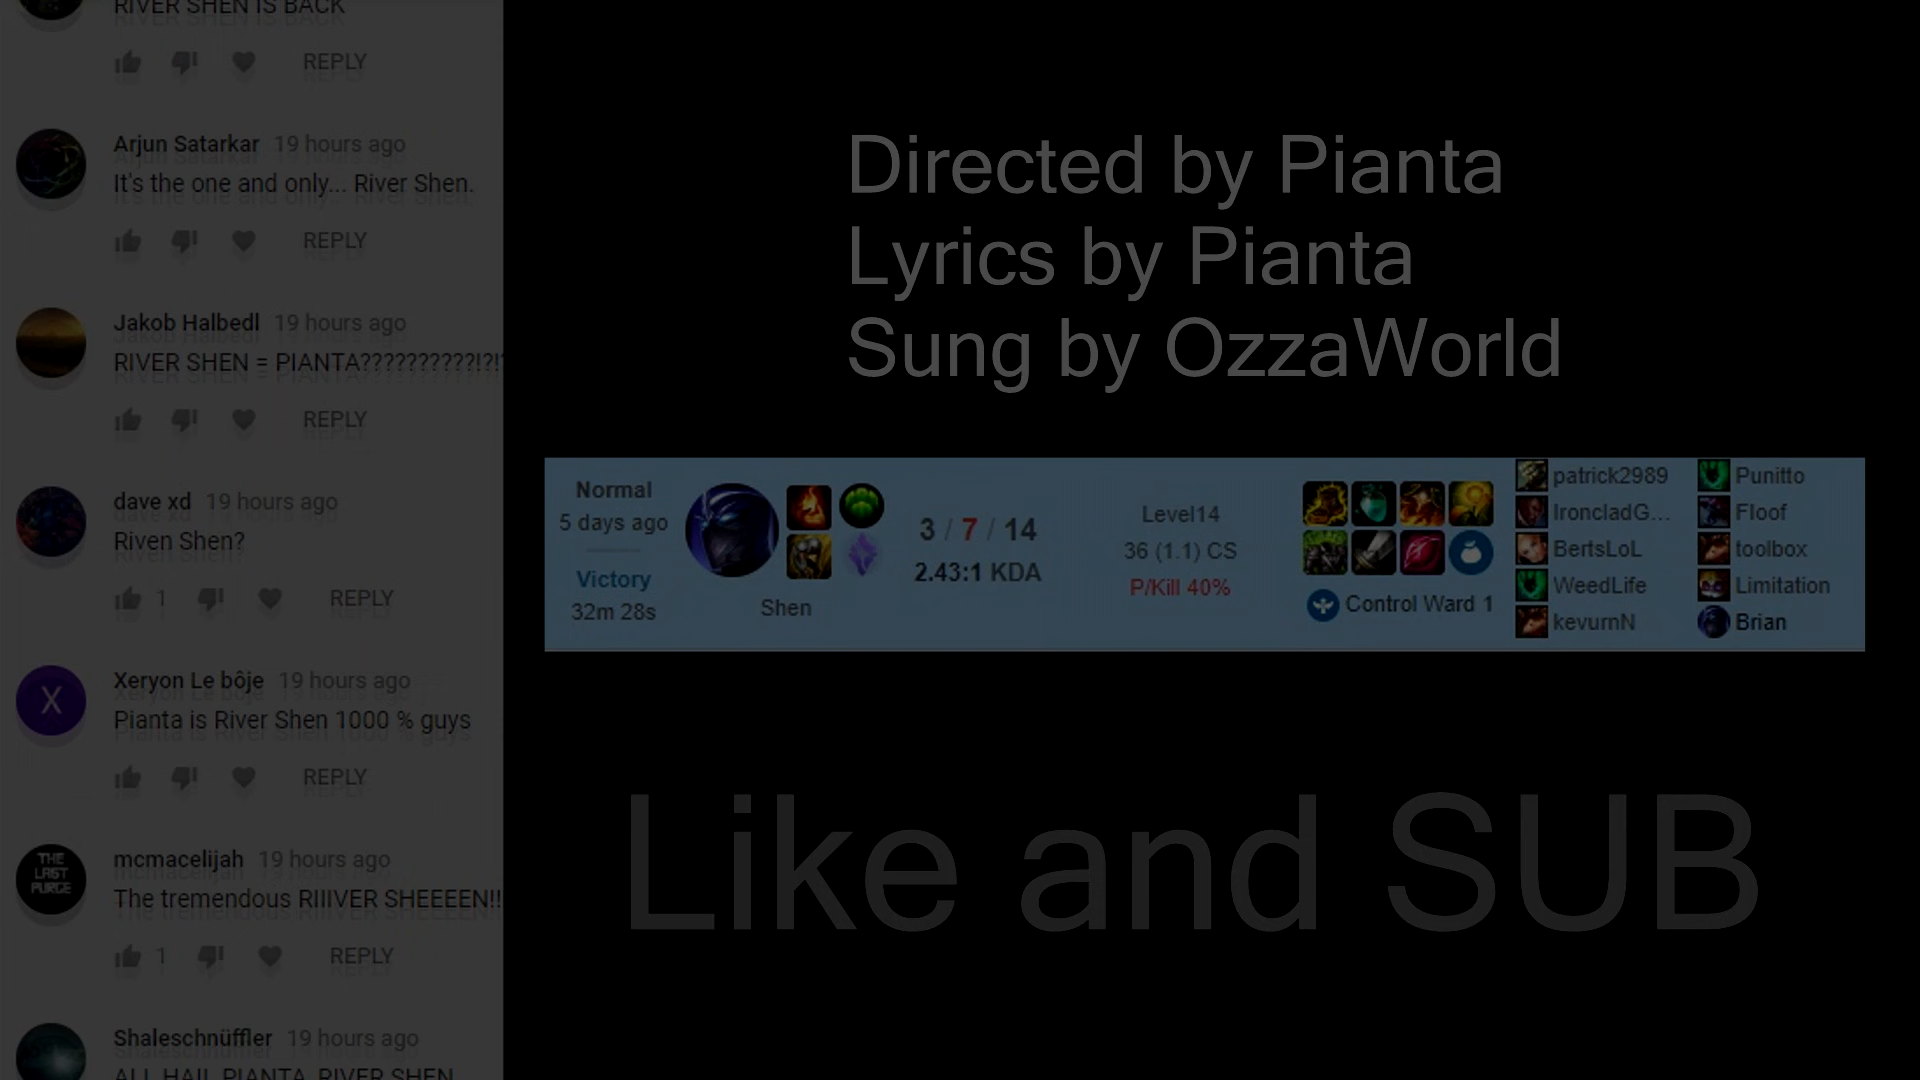 RIVER SHEN IS BACK
REPLY
Arjun Satarkar 19 hours ago
It's the one and only... River Shen.
REPLY
Jakob Halbedl 19 hours ago
RIVER SHEN = PIANTA??????????!?!?
REPLY
dave xd 19 hours ago
Riven Shen?
1 REPLY
X
Xeryon Le bôje 19 hours ago
Pianta is River Shen 1000 % guys
REPLY
THE
LAST
PURGE
mcmacelijah 19 hours ago
The tremendous RIIIVER SHEEEEN!!
1 REPLY
Shaleschnüffler 19 hours ago
ALL HAIL PIANTA, RIVER SHEN
Directed by Pianta
Lyrics by Pianta
Sung by OzzaWorld
Normal
5 days ago
Victory
32m 28s
Shen
3 / 7 / 14
2.43:1 KDA
Level14
36 (1.1) CS
P/Kill 40%
Control Ward 1
patrick2989
IroncladG...
BertsLoL
WeedLife
kevurnN
Punitto
Floof
toolbox
Limitation
Brian
Like and SUB